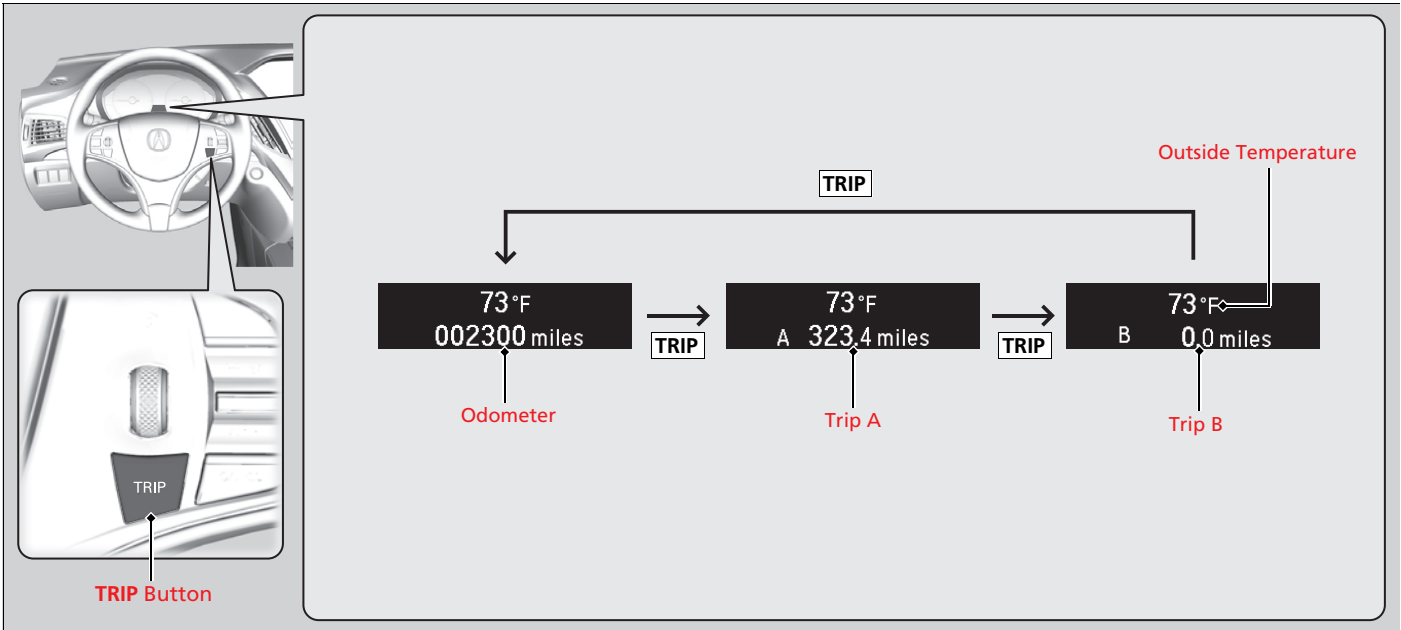 Outside Temperature
TRIP
73°F
002300 miles
TRIP
73°F
A 323.4 miles
TRIP
73°F
B 0.0 miles
Odometer
Trip A
Trip B
TRIP
TRIP Button